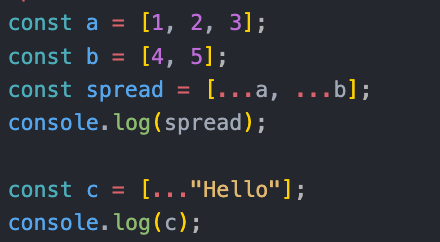 const a = [1, 2, 3];
const b = [4, 5];
const spread = [...a, ...b];
console.log(spread);

const c = [..."Hello"];
console.log(c);